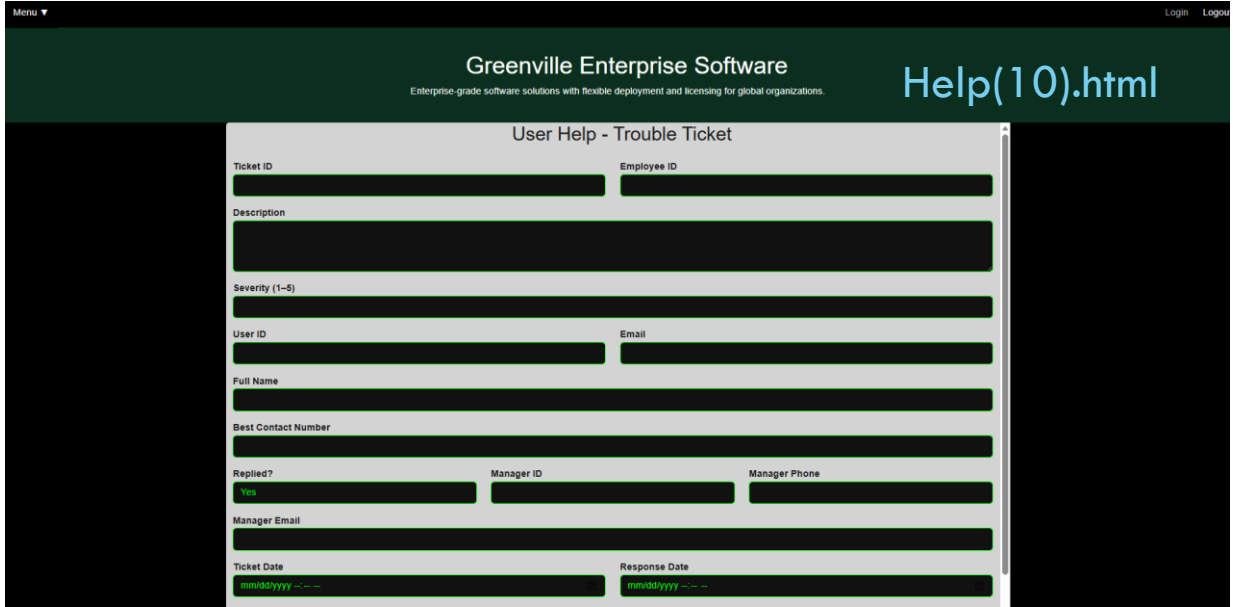 Menu ▼ Login Logou
Greenville Enterprise Software
Enterprise-grade software solutions with flexible deployment and licensing for global organizations.
Help(10).html
User Help - Trouble Ticket
Ticket ID Employee ID
Description
Severity (1–5)
User ID Email
Full Name
Best Contact Number
Replied? Manager ID Manager Phone
Yes
Manager Email
Ticket Date Response Date
mm/dd/yyyy --:-- -- mm/dd/yyyy --:-- --